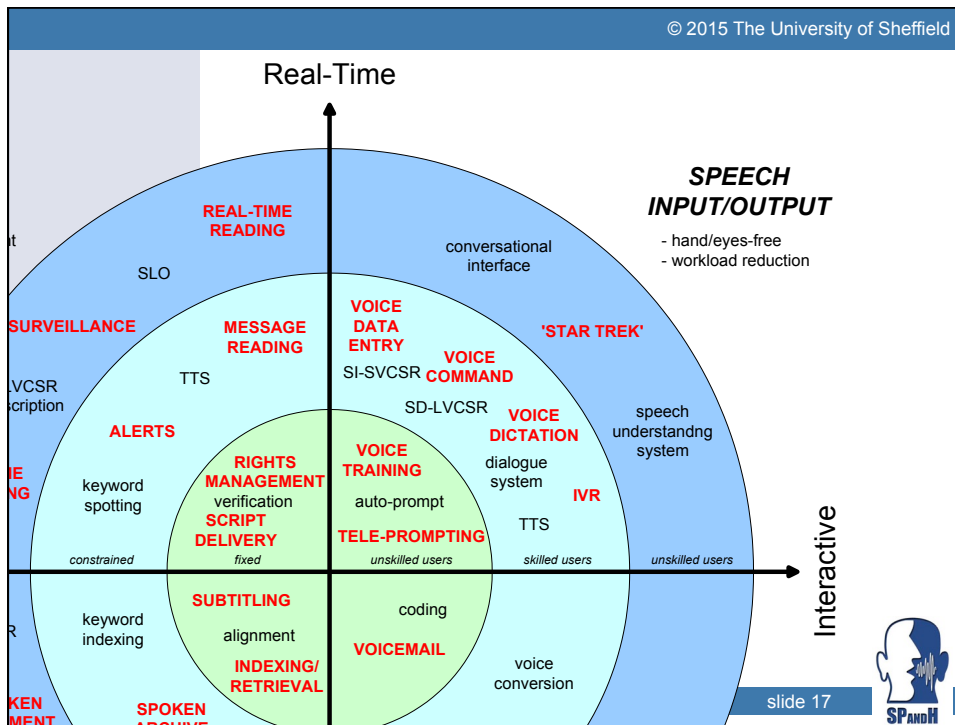 © 2015 The University of Sheffield
Real-Time
SPEECH
INPUT/OUTPUT
- hand/eyes-free
- workload reduction
REAL-TIME
READING
conversational
interface
SLO
SURVEILLANCE
MESSAGE
READING
VOICE
DATA
ENTRY
'STAR TREK'
VOICE
COMMAND
TTS
SI-SVCSR
LVCSR
SD-LVCSR
ALERTS
VOICE
DICTATION
speech
understandng
system
RIGHTS
MANAGEMENT
verification
SCRIPT
DELIVERY
VOICE
TRAINING
auto-prompt
TELE-PROMPTING
dialogue
system
IVR
TTS
keyword
spotting
constrained
fixed
unskilled users
skilled users
unskilled users
Interactive
keyword
indexing
SUBTITLING
alignment
INDEXING/
RETRIEVAL
coding
VOICEMAIL
voice
conversion
SPOKEN
ARCHIVE
slide 17
SPANDH